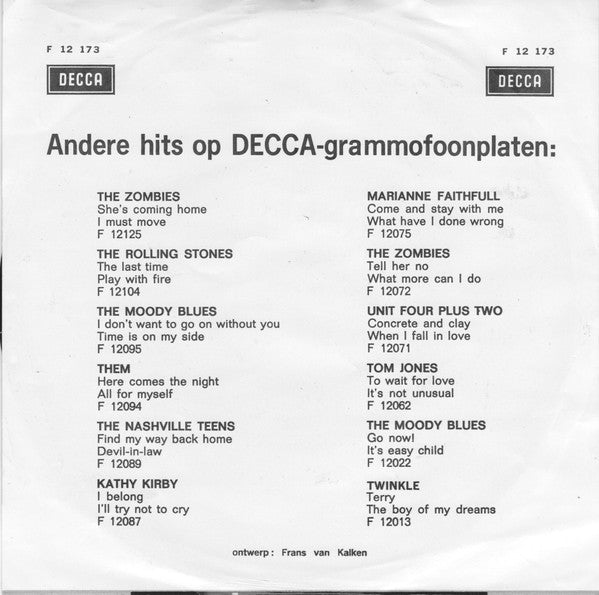 F 12 173
F 12 173
DECCA
DECCA
Andere hits op DECCA-grammofoonplaten:
THE ZOMBIES
She's coming home
I must move
F 12125
THE ROLLING STONES
The last time
Play with fire
F 12104
THE MOODY BLUES
I don't want to go on without you
Time is on my side
F 12095
THEM
Here comes the night
All for myself
F 12094
THE NASHVILLE TEENS
Find my way back home
Devil-in-law
F 12089
KATHY KIRBY
I belong
I'll try not to cry
F 12087
MARIANNE FAITHFULL
Come and stay with me
What have I done wrong
F 12075
THE ZOMBIES
Tell her no
What more can I do
F 12072
UNIT FOUR PLUS TWO
Concrete and clay
When I fall in love
F 12071
TOM JONES
To wait for love
It's not unusual
F 12062
THE MOODY BLUES
Go now!
It's easy child
F 12022
TWINKLE
Terry
The boy of my dreams
F 12013
ontwerp: Frans van Kalken